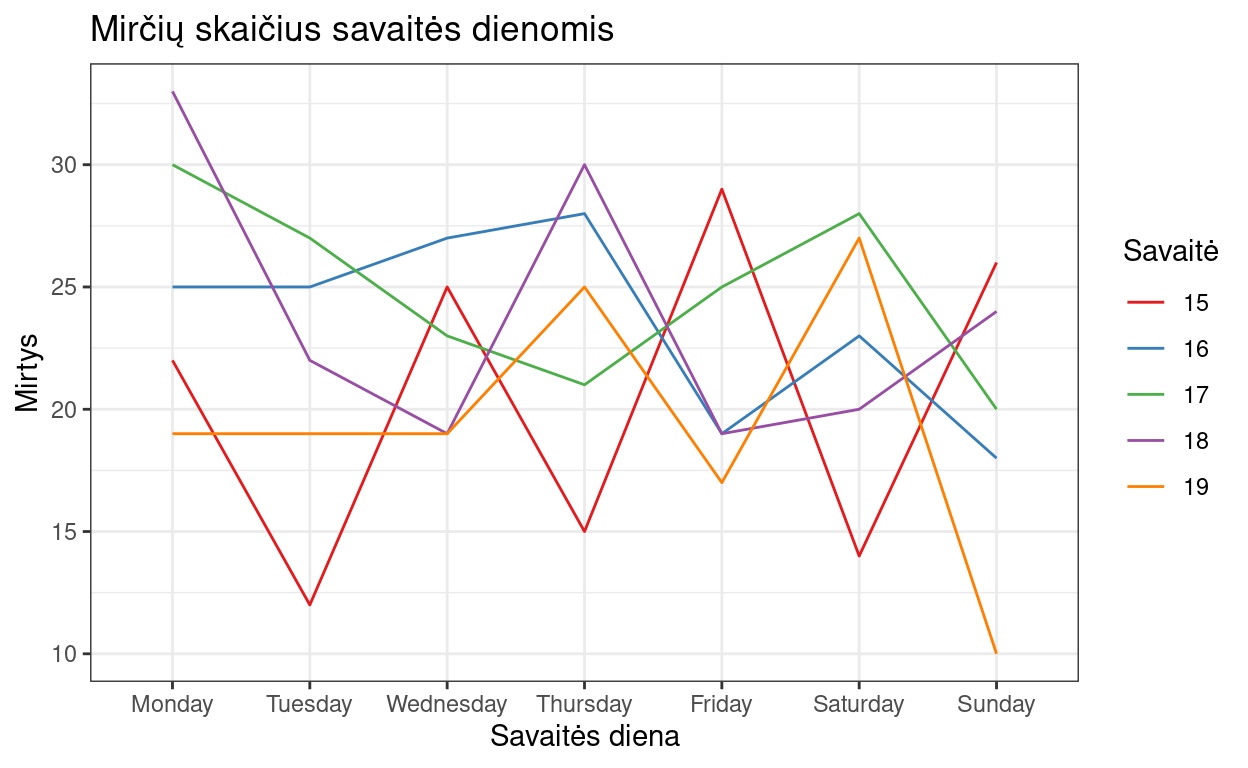 Mirčių skaičius savaitės dienomis
Mirtys
30
25
20
15
10
Monday Tuesday Wednesday Thursday Friday Saturday Sunday
Savaitės diena
Savaitė
15
16
17
18
19